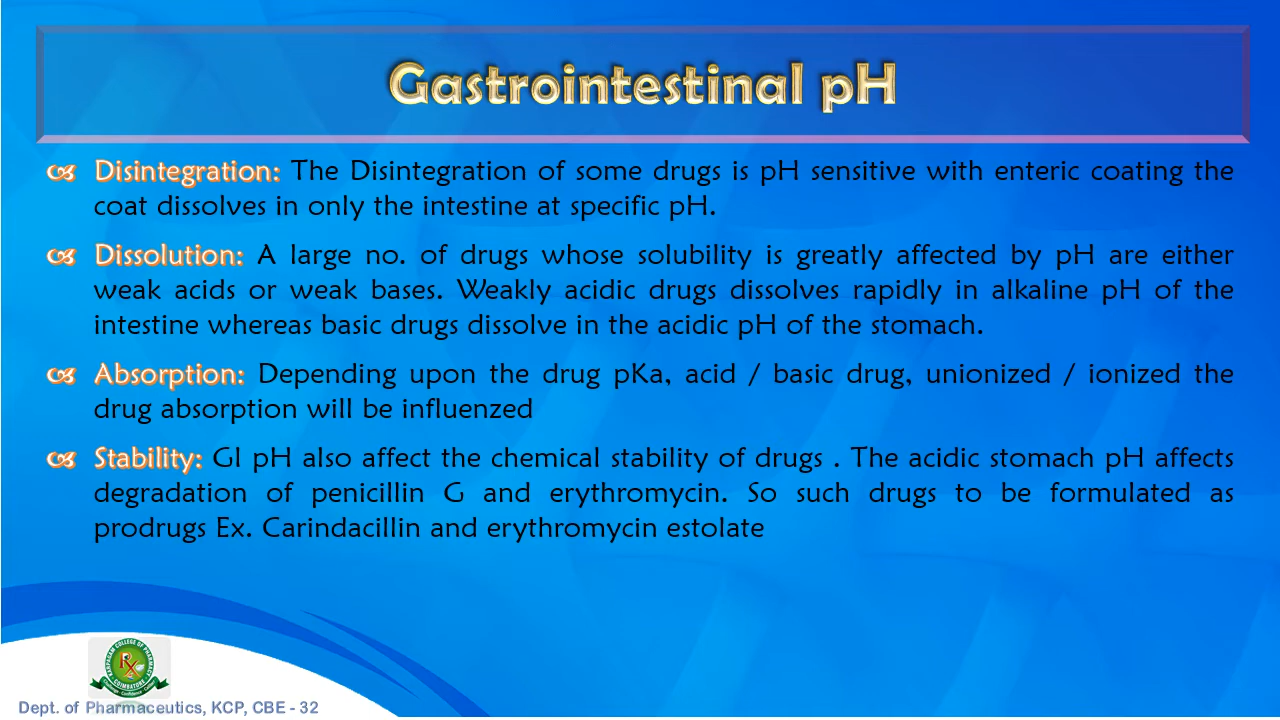 Gastrointestinal pH
Disintegration: The Disintegration of some drugs is pH sensitive with enteric coating the
coat dissolves in only the intestine at specific pH.
Dissolution: A large no. of drugs whose solubility is greatly affected by pH are either
weak acids or weak bases. Weakly acidic drugs dissolves rapidly in alkaline pH of the
intestine whereas basic drugs dissolve in the acidic pH of the stomach.
Absorption: Depending upon the drug pKa, acid / basic drug, unionized / ionized the
drug absorption will be influenzed
Stability: GI pH also affect the chemical stability of drugs . The acidic stomach pH affects
degradation of penicillin G and erythromycin. So such drugs to be formulated as
prodrugs Ex. Carindacillin and erythromycin estolate
KARPAGAM COLLEGE OF PHARMACY
Rx
COIMBATORE
Dept. of Pharmaceutics, KCP, CBE - 32